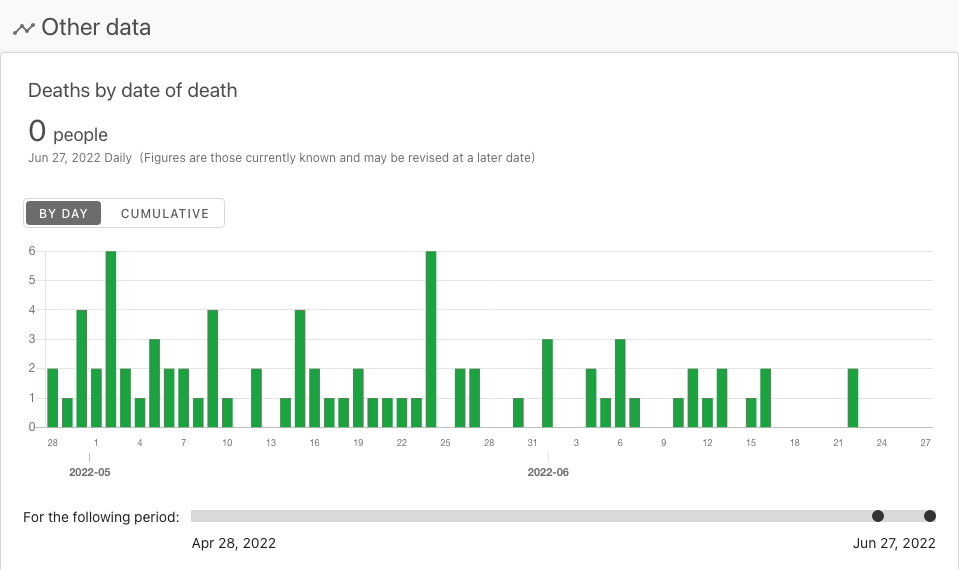 Other data
Deaths by date of death
0 people
Jun 27, 2022 Daily (Figures are those currently known and may be revised at a later date)
BY DAY CUMULATIVE
6
5
4
3
2
1
0
28 1 4 7 10 13 16 19 22 25 28 31 3 6 9 12 15 18 21 24 27
2022-05 2022-06
For the following period:
Apr 28, 2022 Jun 27, 2022